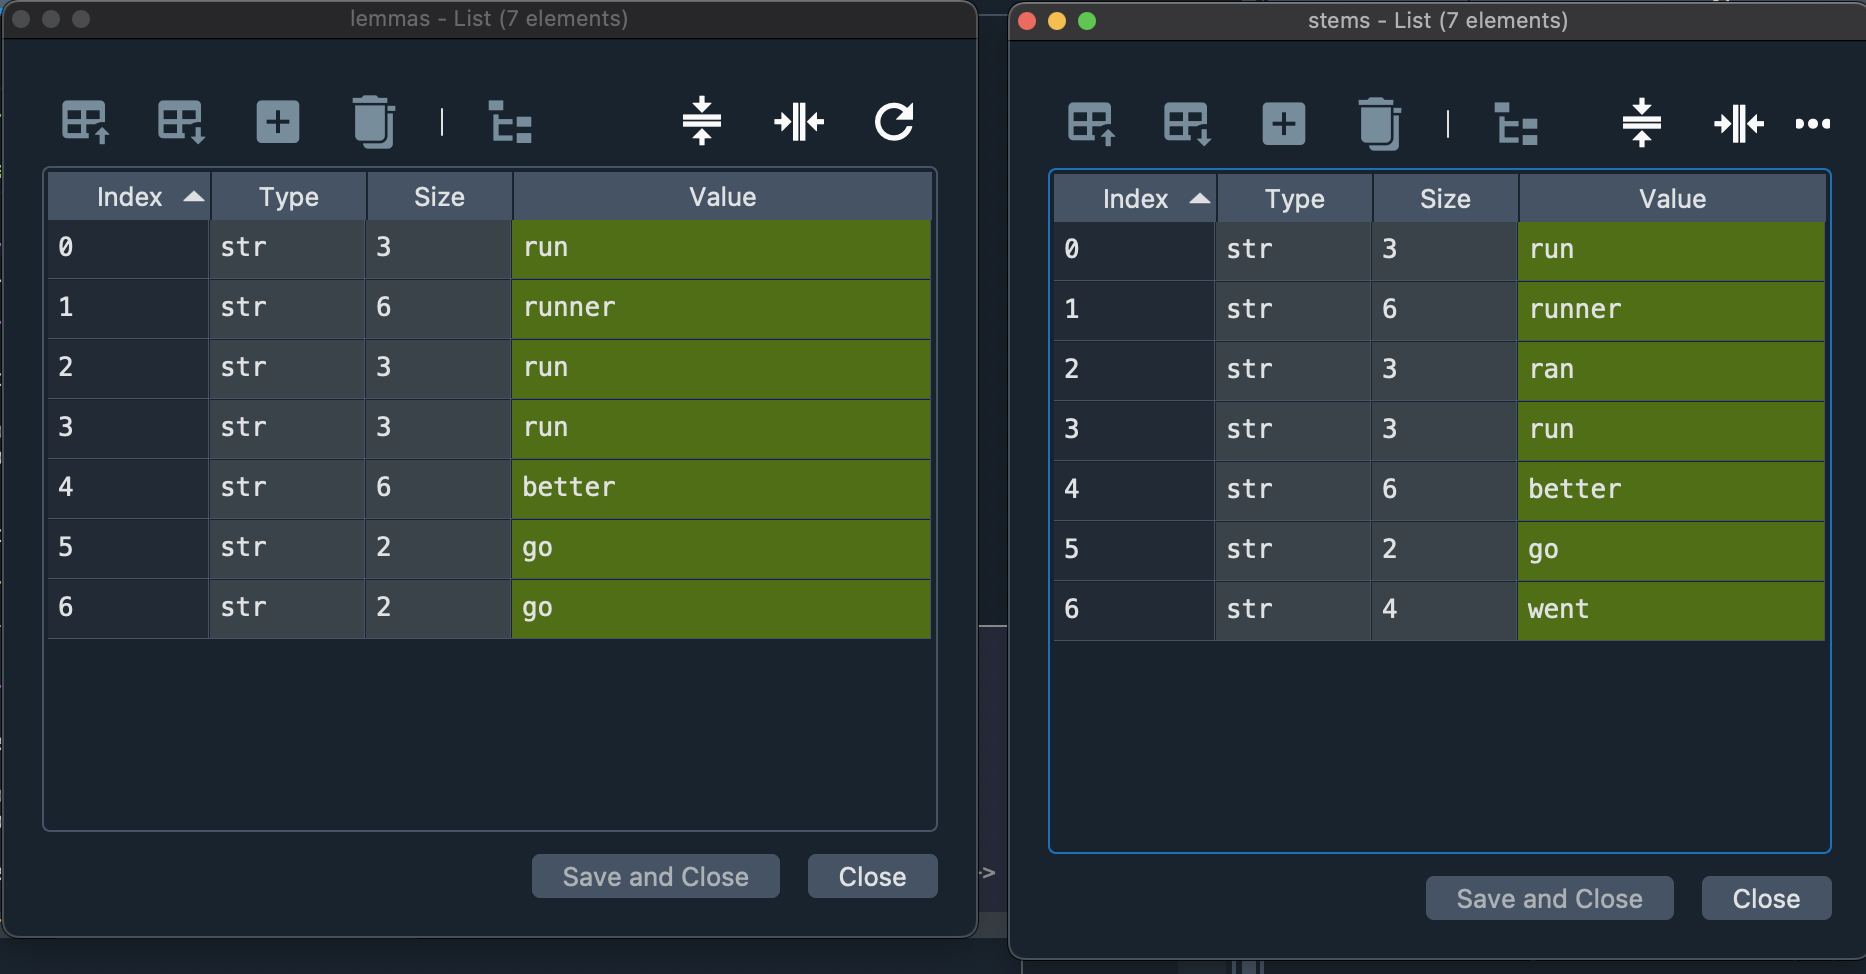 lemmas - List (7 elements)
Index Type Size Value
0 str 3 run
1 str 6 runner
2 str 3 run
3 str 3 run
4 str 6 better
5 str 2 go
6 str 2 go
Save and Close Close
->
stems - List (7 elements)
Index Type Size Value
0 str 3 run
1 str 6 runner
2 str 3 ran
3 str 3 run
4 str 6 better
5 str 2 go
6 str 4 went
Save and Close Close